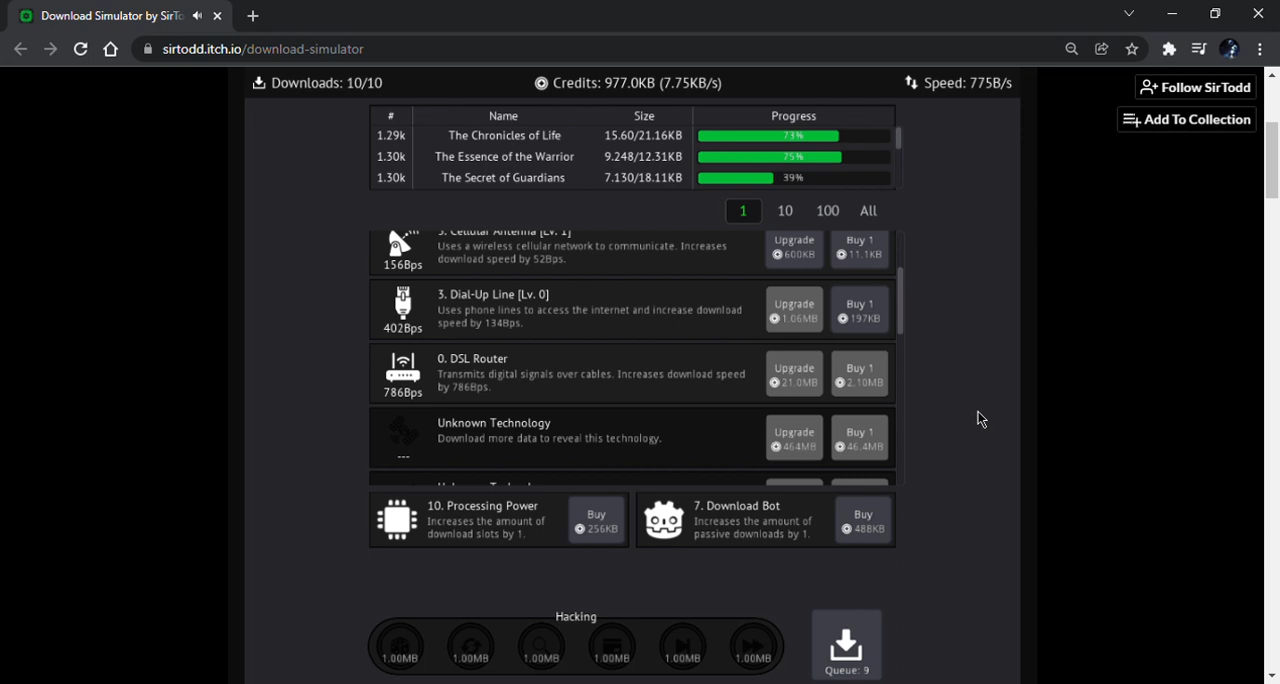 Download Simulator by SirTo
sirtodd.itch.io/download-simulator
Downloads: 10/10
Credits: 977.0KB (7.75KB/s)
Speed: 775B/s
Follow SirTodd
Add To Collection
# Name Size Progress
1.29k The Chronicles of Life 15.60/21.16KB 73%
1.30k The Essence of the Warrior 9.248/12.31KB 75%
1.30k The Secret of Guardians 7.130/18.11KB 39%
1 10 100 All
3. Cellular Antenna [Lv. 1]
Uses a wireless cellular network to communicate. Increases
download speed by 52Bps.
156Bps
Upgrade
600KB
Buy 1
11.1KB
3. Dial-Up Line [Lv. 0]
Uses phone lines to access the internet and increase download
speed by 134Bps.
402Bps
Upgrade
1.06MB
Buy 1
197KB
0. DSL Router
Transmits digital signals over cables. Increases download speed
by 786Bps.
786Bps
Upgrade
21.0MB
Buy 1
2.10MB
Unknown Technology
Download more data to reveal this technology.
---
Upgrade
464MB
Buy 1
46.4MB
10. Processing Power
Increases the amount of
download slots by 1.
Buy
256KB
7. Download Bot
Increases the amount of
passive downloads by 1.
Buy
488KB
Hacking
1.00MB 1.00MB 1.00MB 1.00MB 1.00MB 1.00MB
Queue: 9